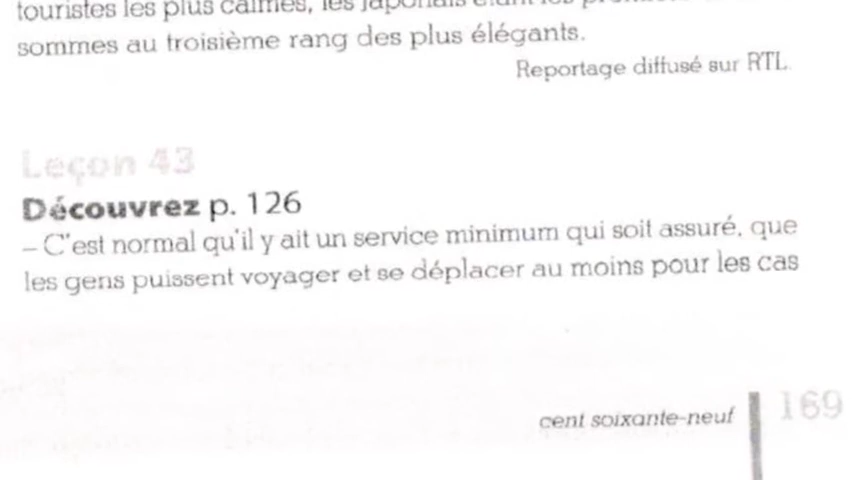 touristes les plus calmes, les japonais étant les
sommes au troisième rang des plus élégants.
Reportage diffusé sur RTL.
Leçon 43
Découvrez p. 126
– C'est normal qu'il y ait un service minimum qui soit assuré, que
les gens puissent voyager et se déplacer au moins pour les cas
cent soixante-neuf
169